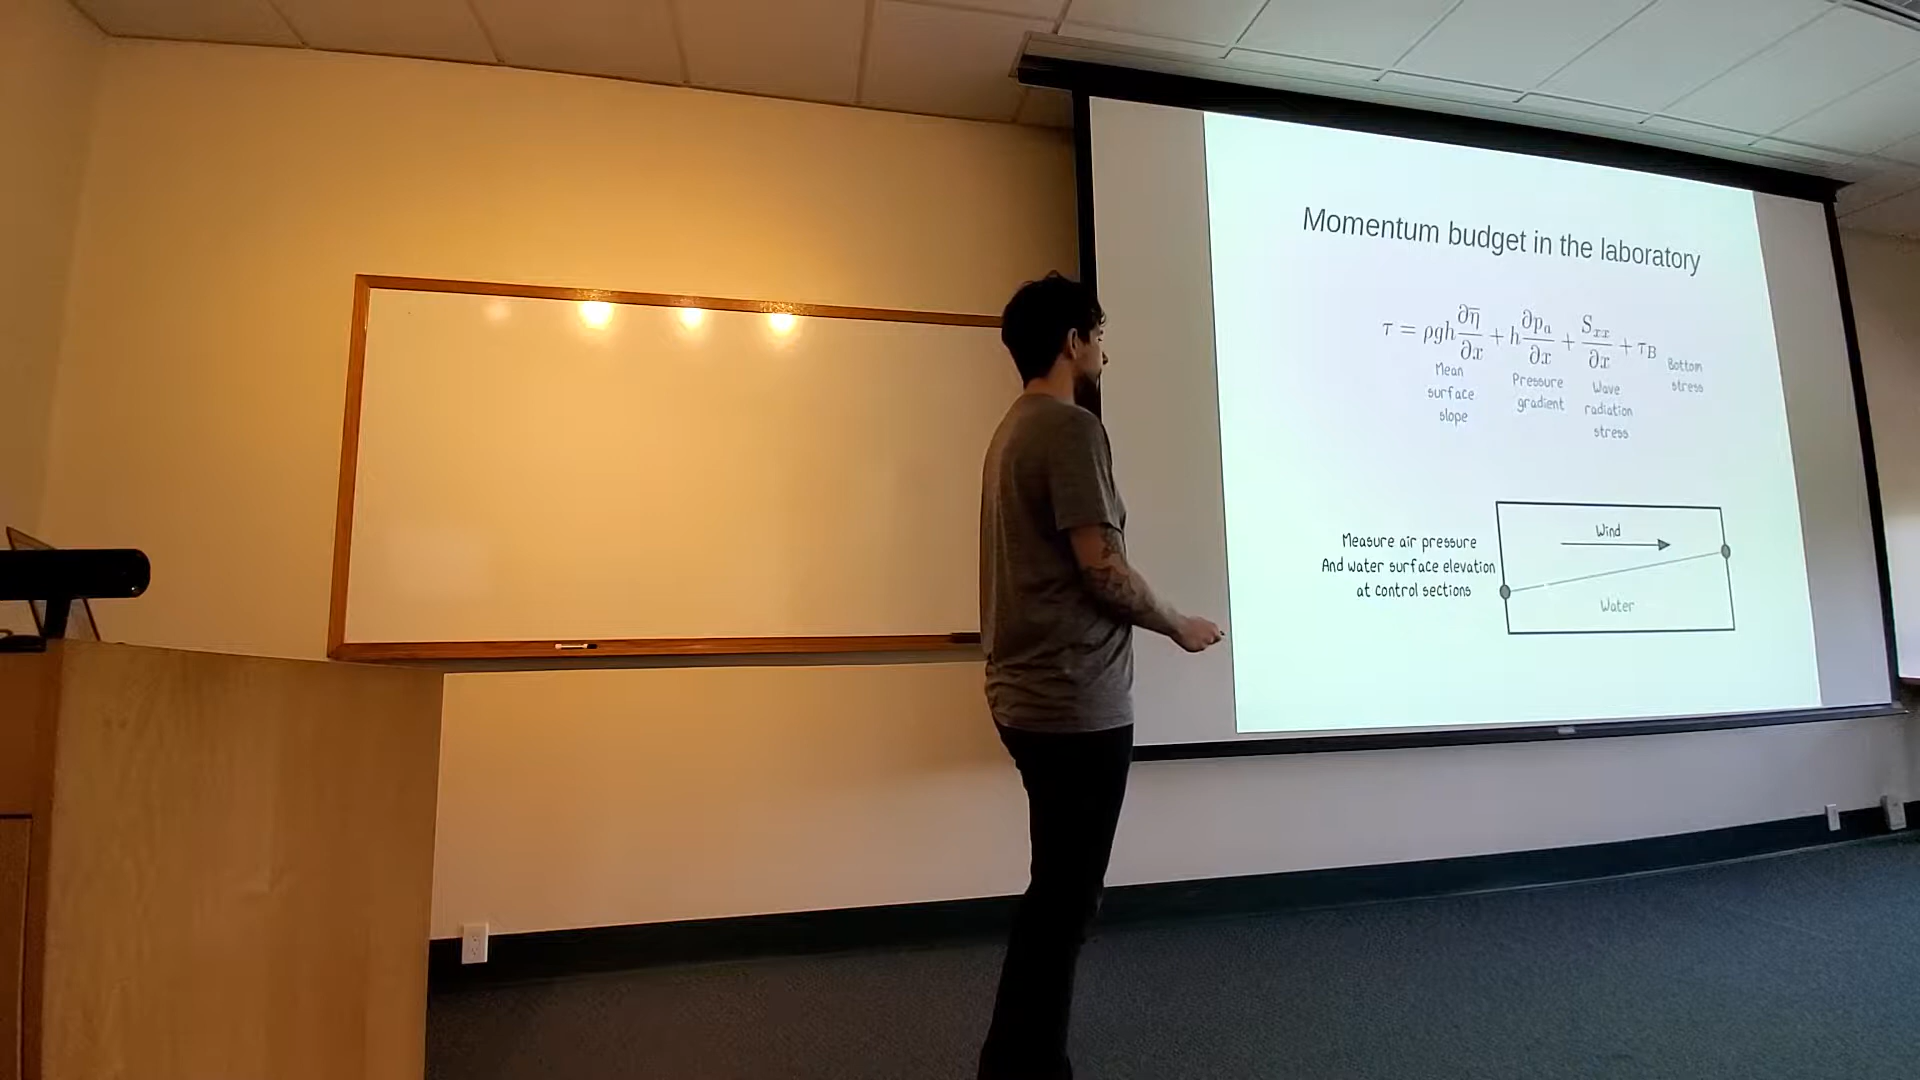 Momentum budget in the laboratory
τ = ρgh ∂η̅/∂x + h ∂pₐ/∂x + Sₓₓ/∂x + τB
Mean
surface
slope
Pressure
gradient
Wave
radiation
stress
Bottom
stress
Measure air pressure
And water surface elevation
at control sections
Wind
Water